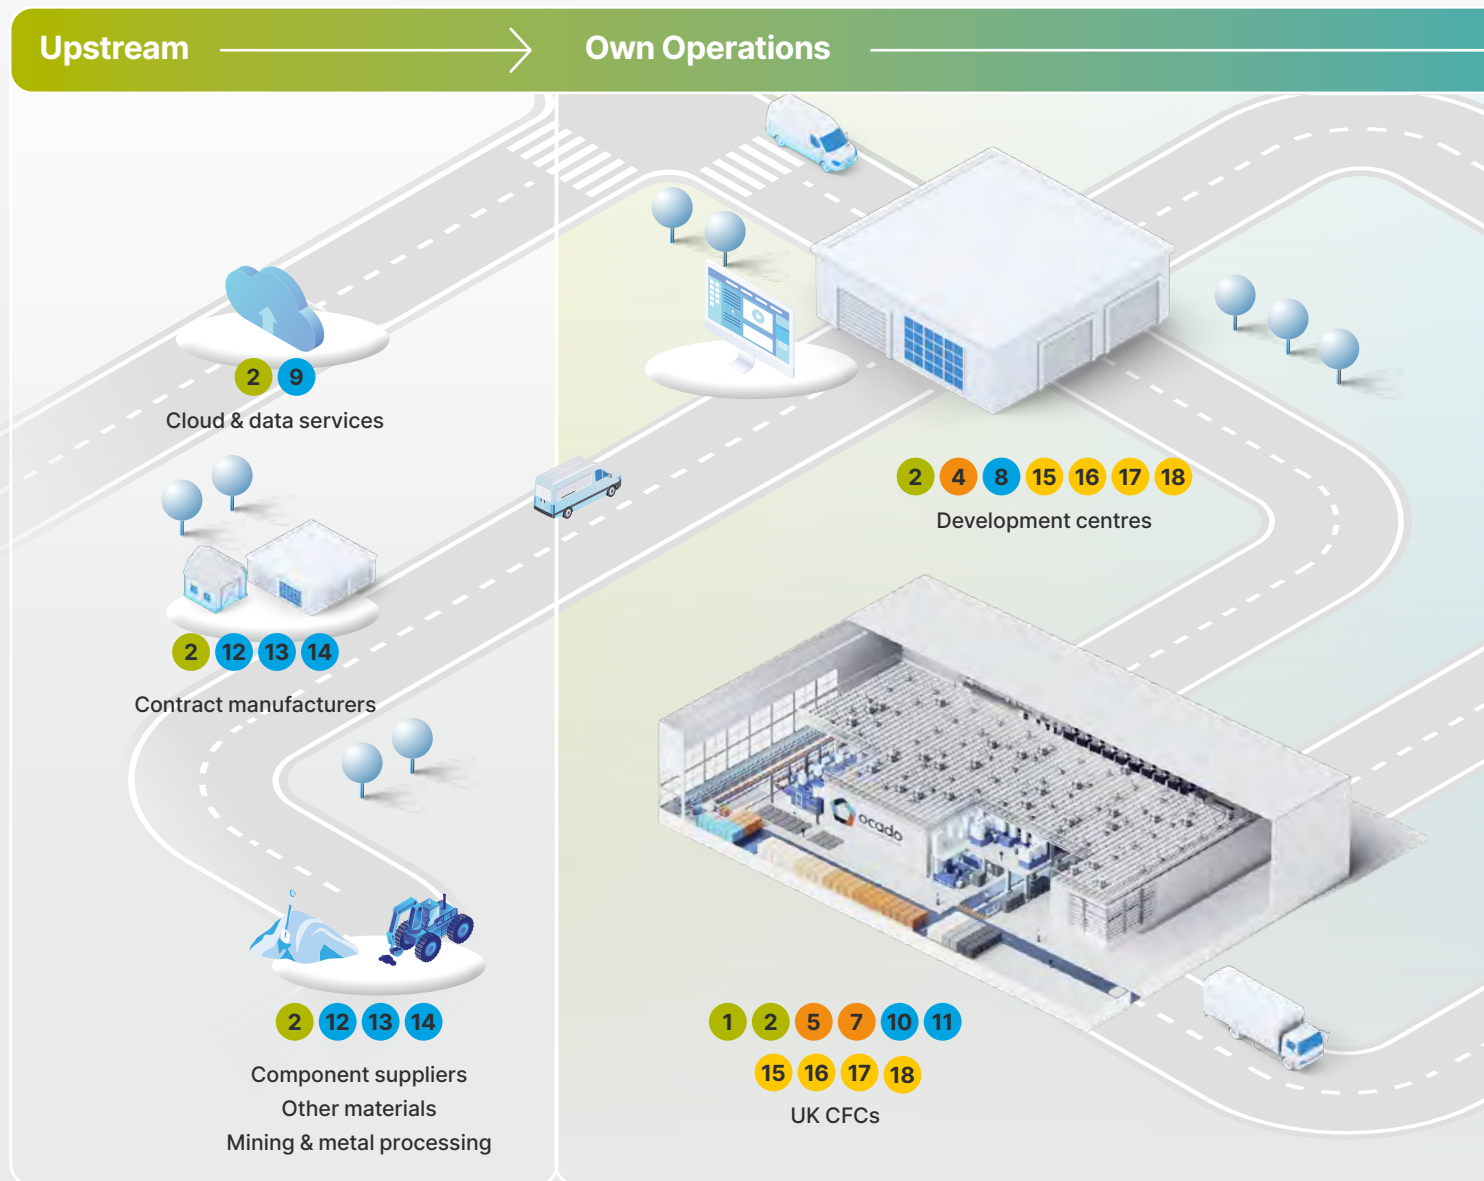 Upstream
Own Operations
2 9
Cloud & data services
2 12 13 14
Contract manufacturers
2 12 13 14
Component suppliers
Other materials
Mining & metal processing
2 4 8 15 16 17 18
Development centres
ocado
1 2 5 7 10 11
15 16 17 18
UK CFCs